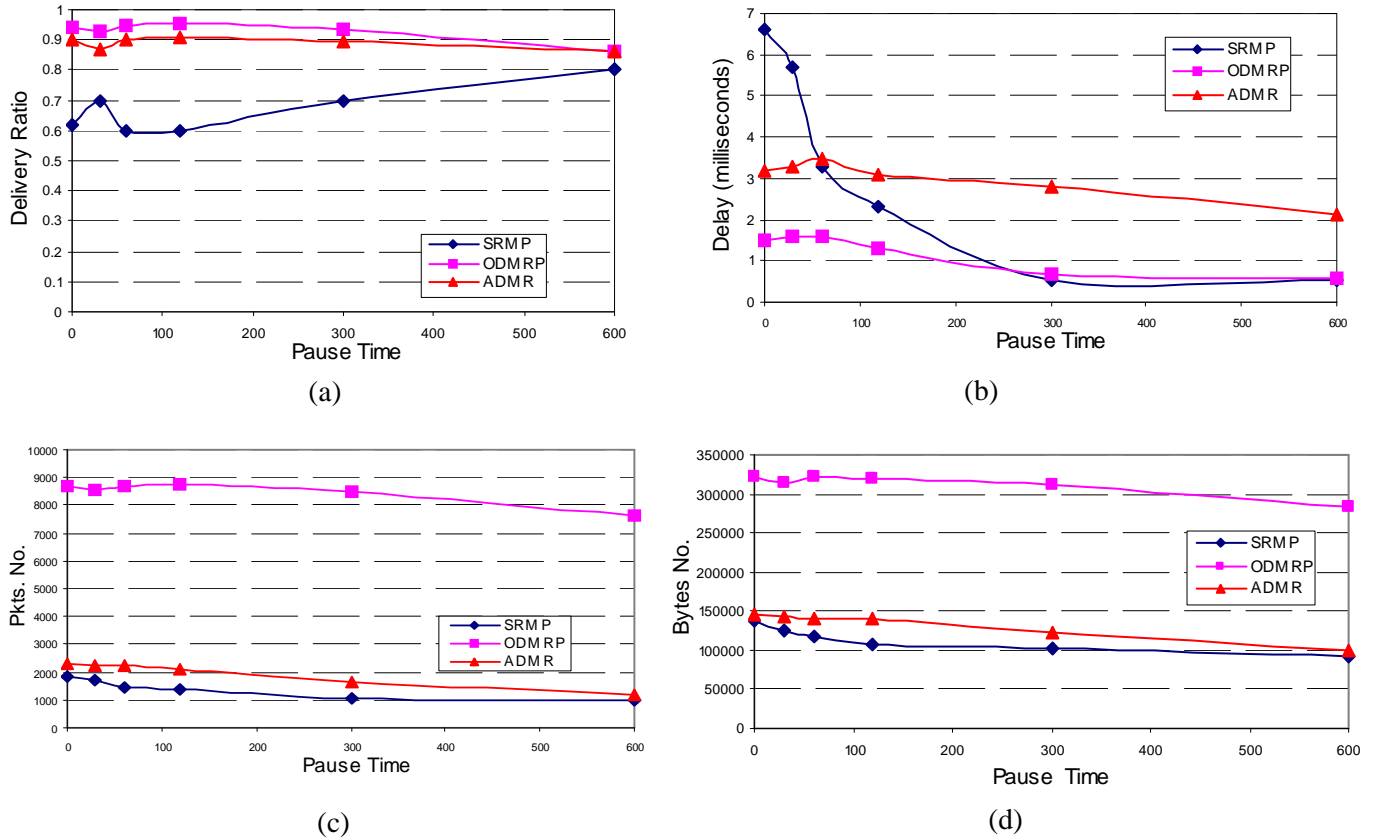 1
0.9
0.8
0.7
0.6
0.5
0.4
0.3
0.2
0.1
0
Delivery Ratio
SRMP
ODMRP
ADMR
0 100 200 300 400 500 600
Pause Time
(a)
7
6
5
4
3
2
1
0
Delay (milliseconds)
SRMP
ODMRP
ADMR
0 100 200 300 400 500 600
Pause Time
(b)
10000
9000
8000
7000
6000
5000
4000
3000
2000
1000
0
Pkts. No.
SRMP
ODMRP
ADMR
0 100 200 300 400 500 600
Pause Time
(c)
350000
300000
250000
200000
150000
100000
50000
0
Bytes No.
SRMP
ODMRP
ADMR
0 100 200 300 400 500 600
Pause Time
(d)